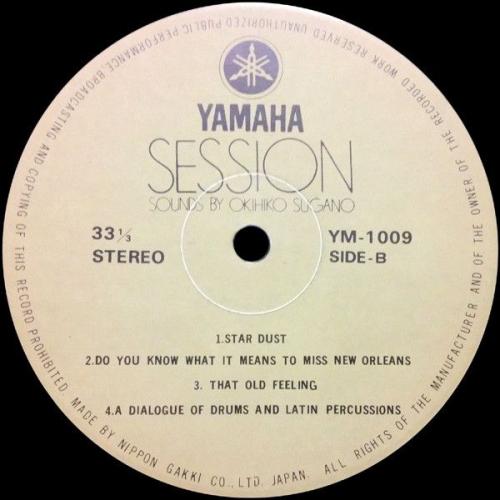 YAMAHA
SESSION
SOUNDS BY OKIHIKO SUGANO
33 1/3
STEREO
YM-1009
SIDE-B
1.STAR DUST
2.DO YOU KNOW WHAT IT MEANS TO MISS NEW ORLEANS
3. THAT OLD FEELING
4.A DIALOGUE OF DRUMS AND LATIN PERCUSSIONS
ALL RIGHTS OF THE MANUFACTURER AND OF THE OWNER OF THE RECORDED WORK RESERVED UNAUTHORIZED PUBLIC PERFORMANCE, BROADCASTING AND COPYING OF THIS RECORD PROHIBITED. MADE BY NIPPON GAKKI CO., LTD. JAPAN.